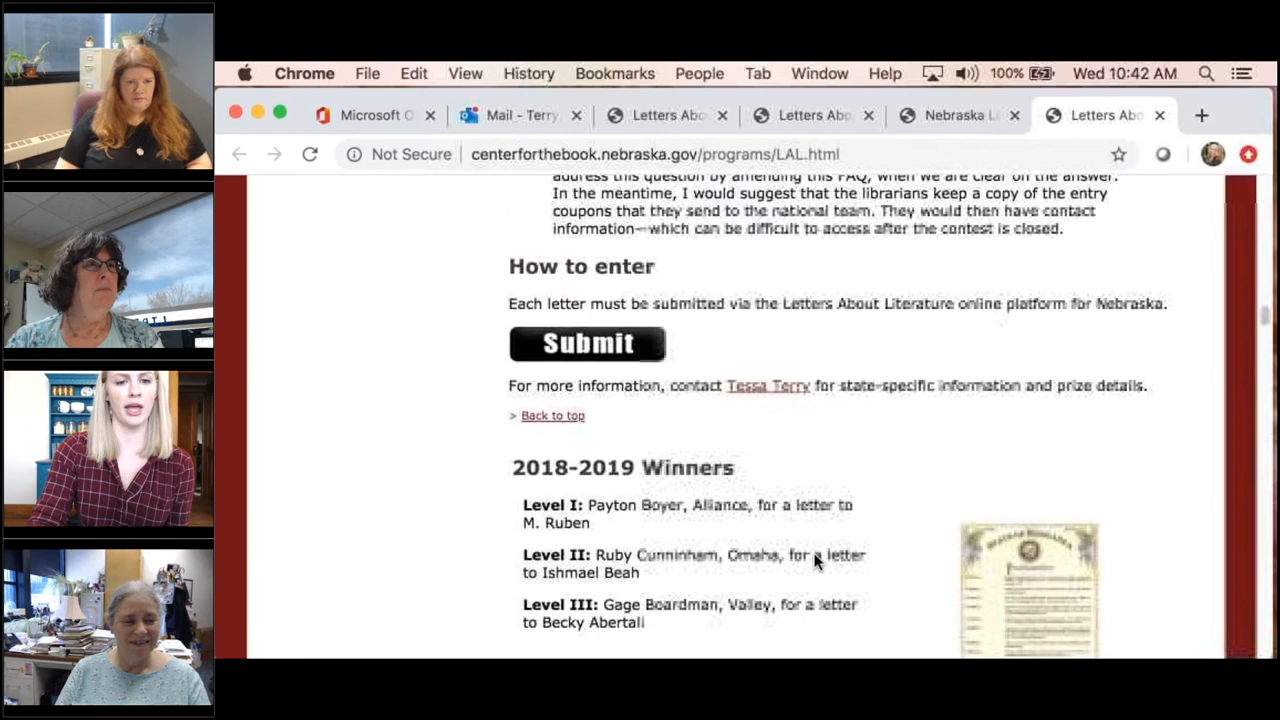 Chrome File Edit View History Bookmarks People Tab Window Help 100% Wed 10:42 AM
Microsoft O
Mail - Terry,
Letters Abo
Letters Abo
Nebraska L
Letters Abo
Not Secure centerforthebook.nebraska.gov/programs/LAL.html
address this question by amending this FAQ, when we are clear on the answer.
In the meantime, I would suggest that the librarians keep a copy of the entry
coupons that they send to the national team. They would then have contact
information—which can be difficult to access after the contest is closed.
How to enter
Each letter must be submitted via the Letters About Literature online platform for Nebraska.
Submit
For more information, contact Tessa Terry for state-specific information and prize details.
> Back to top
2018-2019 Winners
Level I: Payton Boyer, Alliance, for a letter to
M. Ruben
Level II: Ruby Cunninham, Omaha, for a letter
to Ishmael Beah
Level III: Gage Boardman, Valley, for a letter
to Becky Abertali